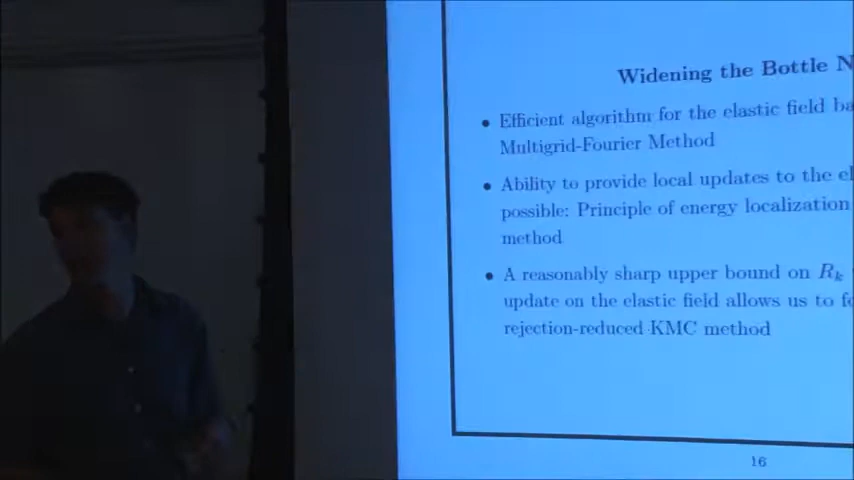 Widening the Bottle N
• Efficient algorithm for the elastic field ba
Multigrid-Fourier Method
• Ability to provide local updates to the el
possible: Principle of energy localization
method
• A reasonably sharp upper bound on Rₖ
update on the elastic field allows us to fo
rejection-reduced KMC method
16